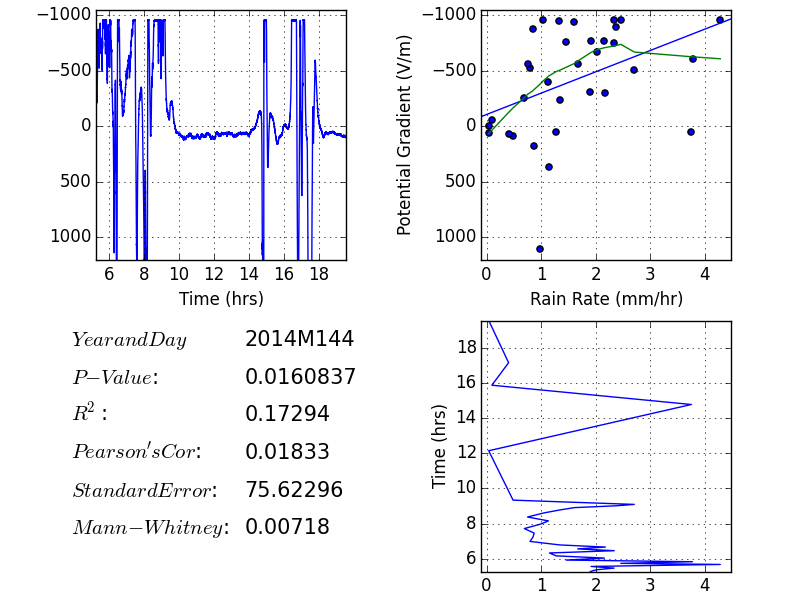 −1000
−500
0
500
1000
6 8 10 12 14 16 18
Time (hrs)
Potential Gradient (V/m)
−1000
−500
0
500
1000
0 1 2 3 4
Rain Rate (mm/hr)
YearandDay 2014M144
P−Value: 0.0160837
R²: 0.17294
Pearson′sCor: 0.01833
StandardError: 75.62296
Mann−Whitney: 0.00718
Time (hrs)
18
16
14
12
10
8
6
0 1 2 3 4